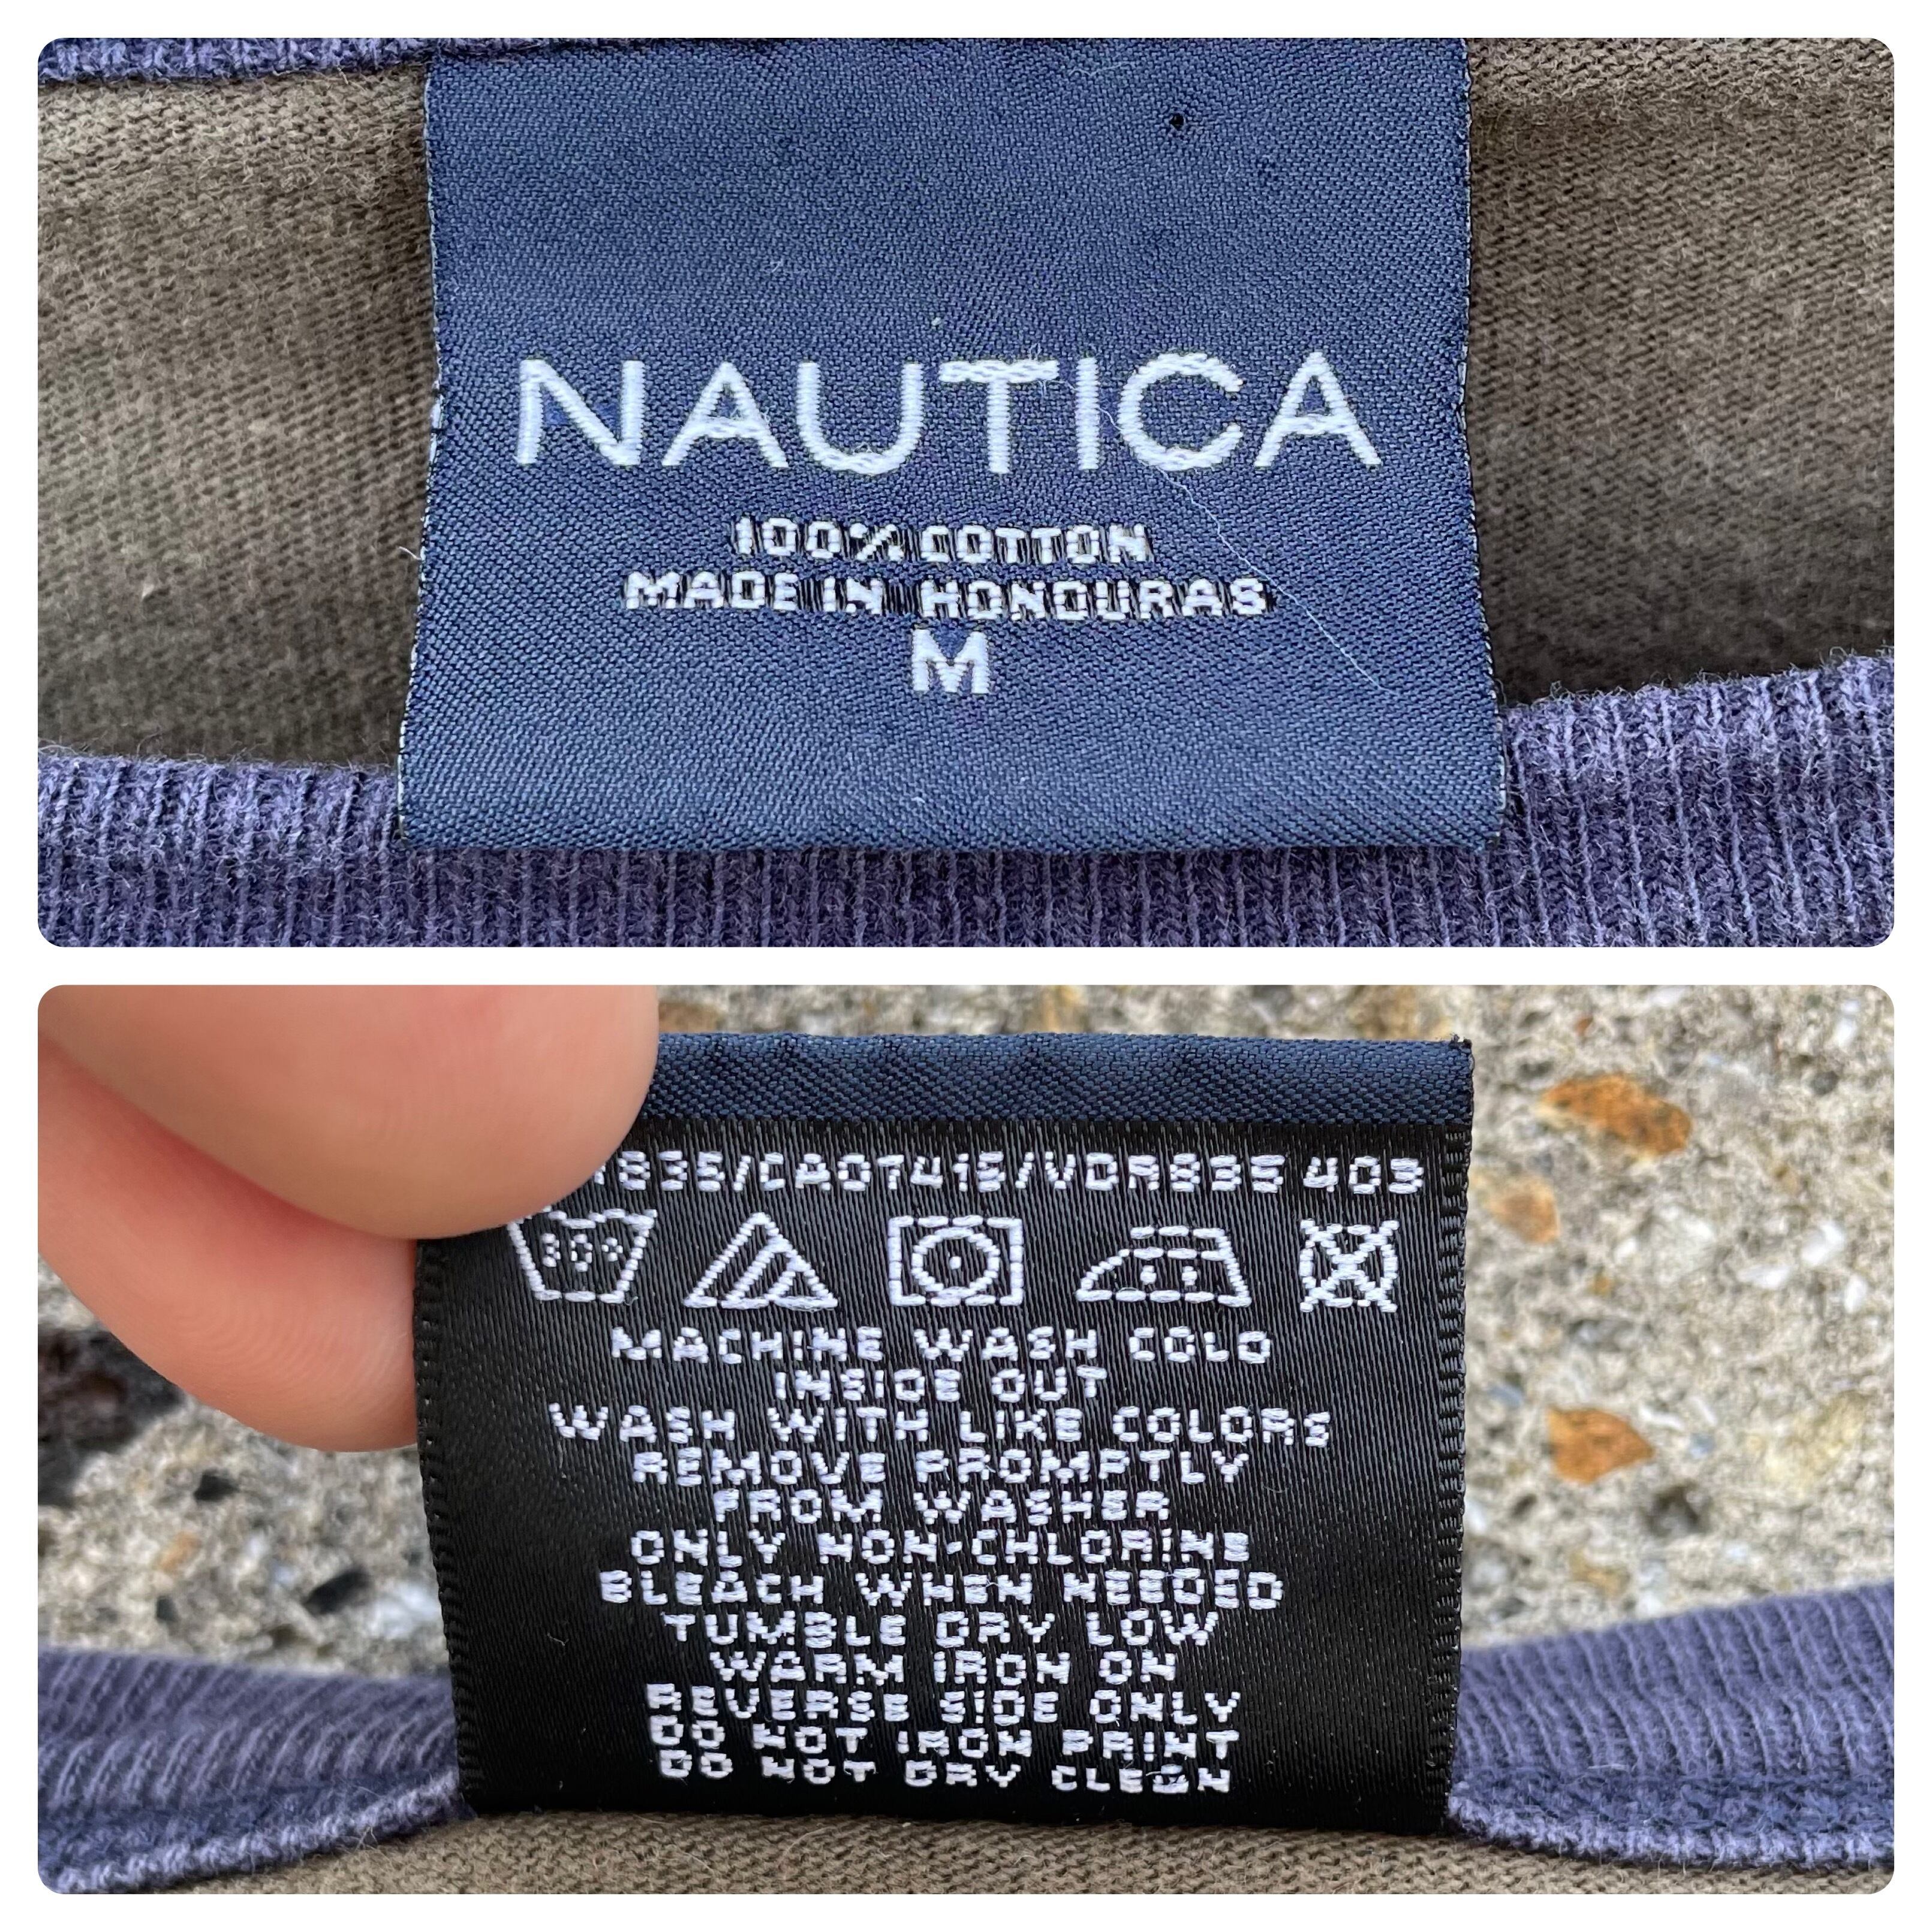 NAUTICA
100% COTTON
MADE IN HONDURAS
M
835/CA07415/VDR835 403
30°
MACHINE WASH COLD
INSIDE OUT
WASH WITH LIKE COLORS
REMOVE PROMPTLY
FROM WASHER
ONLY NON-CHLORINE
BLEACH WHEN NEEDED
TUMBLE DRY LOW
WARM IRON ON
REVERSE SIDE ONLY
DO NOT IRON PRINT
DO NOT DRY CLEAN